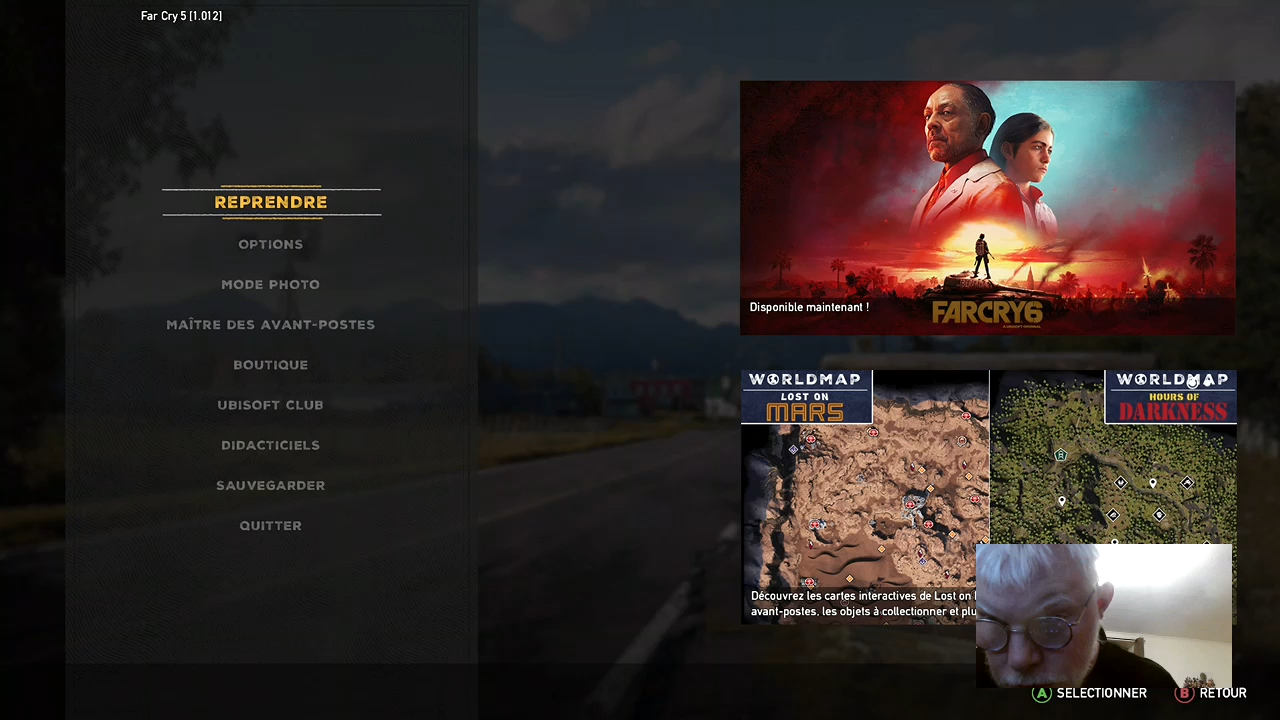 Far Cry 5 [1.012]
REPRENDRE
OPTIONS
MODE PHOTO
MAÎTRE DES AVANT-POSTES
BOUTIQUE
UBISOFT CLUB
DIDACTICIELS
SAUVEGARDER
QUITTER
Disponible maintenant !
FARCRY6
WORLDMAP
LOST ON
MARS
WORLDMAP
HOURS OF
DARKNESS
Découvrez les cartes interactives de Lost on
avant-postes, les objets à collectionner et
A SELECTIONNER
B RETOUR